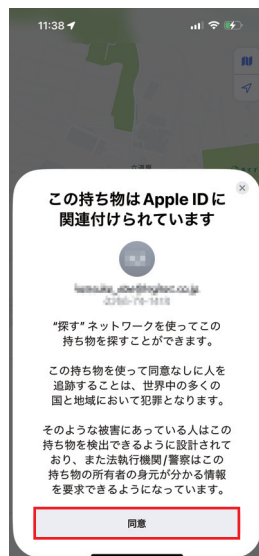 11:38
この持ち物は Apple ID に
関連付けられています
"探す" ネットワークを使ってこの
持ち物を探すことができます。
この持ち物を使って同意なしに人を
追跡することは、世界中の多くの
国と地域において犯罪となります。
そのような被害にあっている人はこの
持ち物を検出できるように設計されて
おり、また法執行機関/警察はこの
持ち物の所有者の身元が分かる情報
を要求できるようになっています。
同意